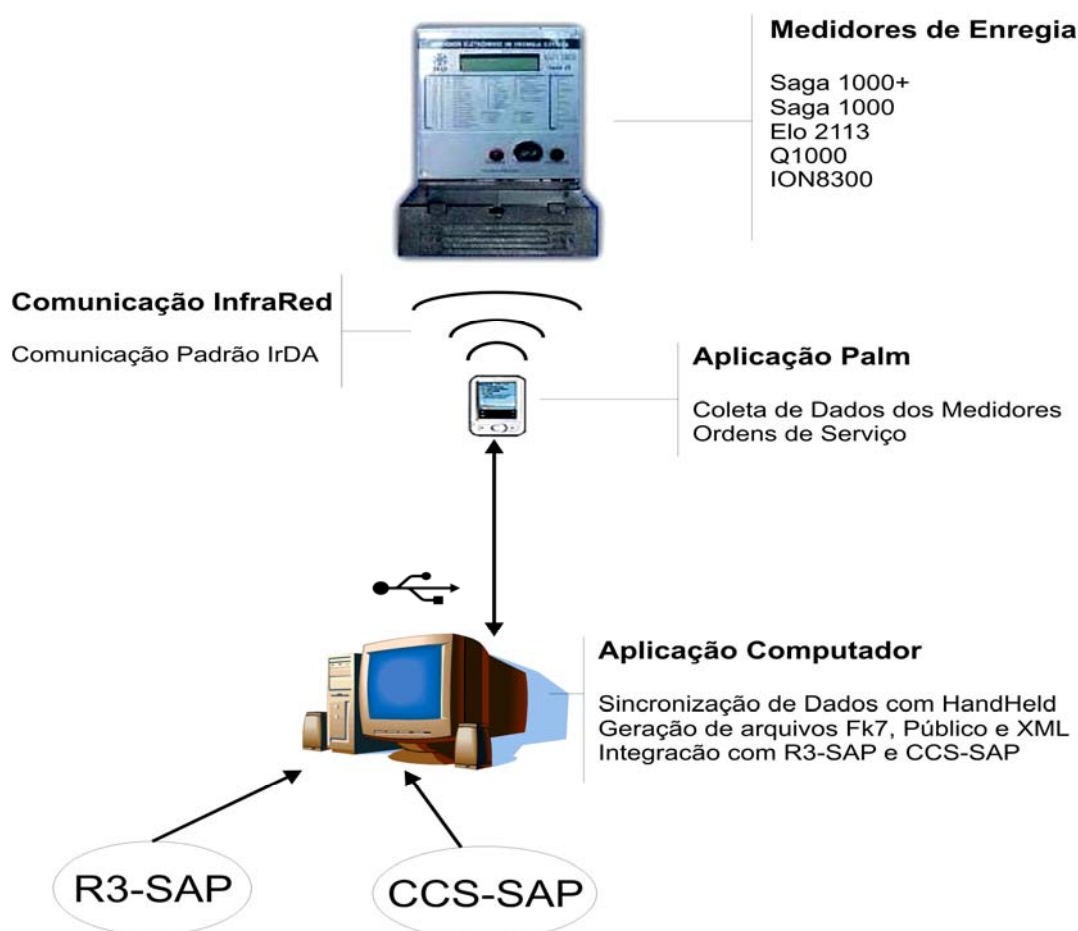 Medidores de Enregia
Saga 1000+
Saga 1000
Elo 2113
Q1000
ION8300
Comunicação InfraRed
Comunicação Padrão IrDA
Aplicação Palm
Coleta de Dados dos Medidores
Ordens de Serviço
Aplicação Computador
Sincronização de Dados com HandHeld
Geração de arquivos Fk7, Público e XML
Integracão com R3-SAP e CCS-SAP
R3-SAP
CCS-SAP